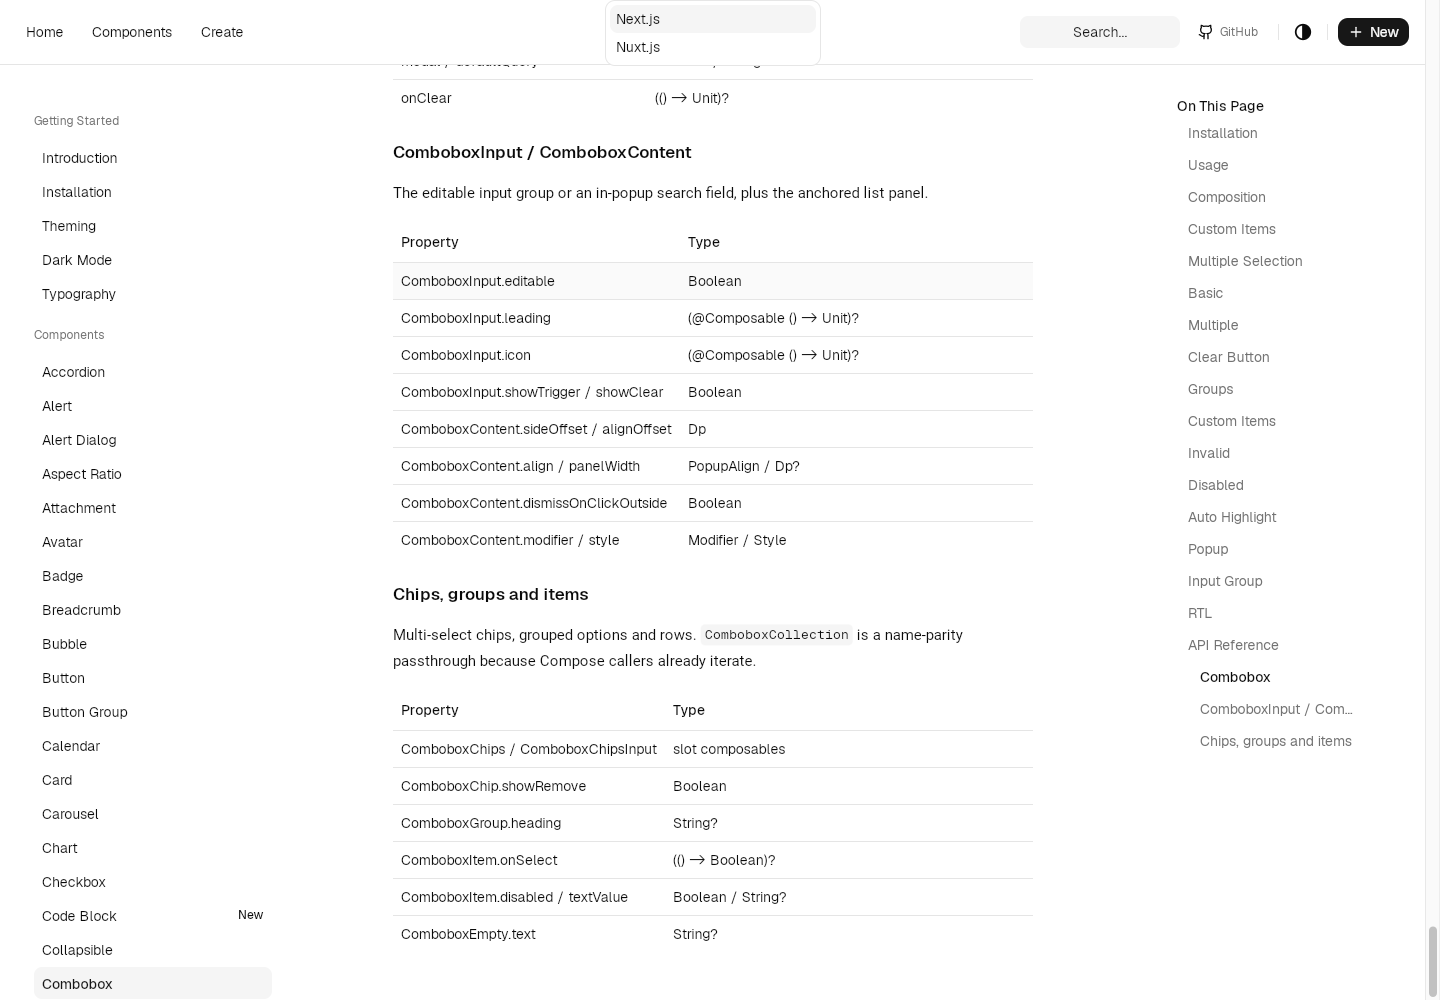 Home
Components
Create
Next.js
Nuxt.js
Search...
GitHub
New
Getting Started
Introduction
Installation
Theming
Dark Mode
Typography
Components
Accordion
Alert
Alert Dialog
Aspect Ratio
Attachment
Avatar
Badge
Breadcrumb
Bubble
Button
Button Group
Calendar
Card
Carousel
Chart
Checkbox
Code Block New
Collapsible
Combobox
onClear (() -> Unit)?
ComboboxInput / ComboboxContent
The editable input group or an in-popup search field, plus the anchored list panel.
Property Type
ComboboxInput.editable Boolean
ComboboxInput.leading (@Composable () -> Unit)?
ComboboxInput.icon (@Composable () -> Unit)?
ComboboxInput.showTrigger / showClear Boolean
ComboboxContent.sideOffset / alignOffset Dp
ComboboxContent.align / panelWidth PopupAlign / Dp?
ComboboxContent.dismissOnClickOutside Boolean
ComboboxContent.modifier / style Modifier / Style
Chips, groups and items
Multi-select chips, grouped options and rows. ComboboxCollection is a name-parity
passthrough because Compose callers already iterate.
Property Type
ComboboxChips / ComboboxChipsInput slot composables
ComboboxChip.showRemove Boolean
ComboboxGroup.heading String?
ComboboxItem.onSelect (() -> Boolean)?
ComboboxItem.disabled / textValue Boolean / String?
ComboboxEmpty.text String?
On This Page
Installation
Usage
Composition
Custom Items
Multiple Selection
Basic
Multiple
Clear Button
Groups
Custom Items
Invalid
Disabled
Auto Highlight
Popup
Input Group
RTL
API Reference
Combobox
ComboboxInput / Com...
Chips, groups and items